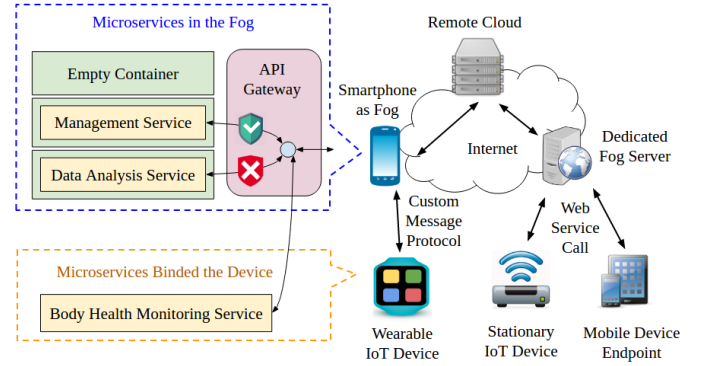 Microservices in the Fog
Empty Container
API
Gateway
Management Service
Data Analysis Service
Microservices Binded the Device
Body Health Monitoring Service
Remote Cloud
Smartphone
as Fog
Internet
Dedicated
Fog Server
Custom
Message
Protocol
Web
Service
Call
Wearable
IoT Device
Stationary
IoT Device
Mobile Device
Endpoint